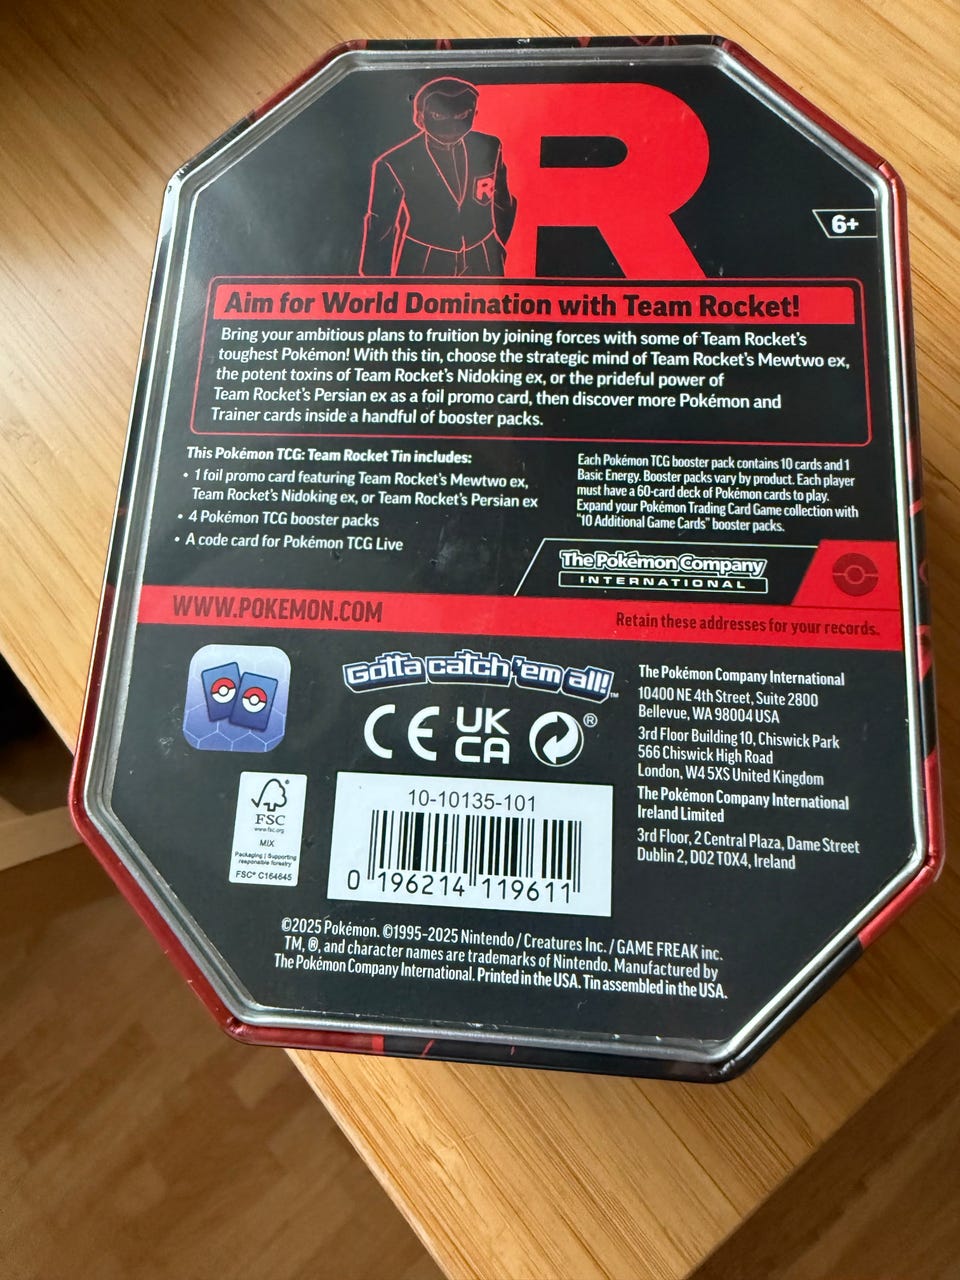 R
R
6+
Aim for World Domination with Team Rocket!
Bring your ambitious plans to fruition by joining forces with some of Team Rocket's
toughest Pokémon! With this tin, choose the strategic mind of Team Rocket's Mewtwo ex,
the potent toxins of Team Rocket's Nidoking ex, or the prideful power of
Team Rocket's Persian ex as a foil promo card, then discover more Pokémon and
Trainer cards inside a handful of booster packs.
This Pokémon TCG: Team Rocket Tin includes:
• 1 foil promo card featuring Team Rocket's Mewtwo ex,
Team Rocket's Nidoking ex, or Team Rocket's Persian ex
• 4 Pokémon TCG booster packs
• A code card for Pokémon TCG Live
Each Pokémon TCG booster pack contains 10 cards and 1
Basic Energy. Booster packs vary by product. Each player
must have a 60-card deck of Pokémon cards to play.
Expand your Pokémon Trading Card Game collection with
"10 Additional Game Cards" booster packs.
The Pokémon Company
INTERNATIONAL
WWW.POKEMON.COM
Retain these addresses for your records.
Gotta catch 'em all!™
CE
UK
CA
®
The Pokémon Company International
10400 NE 4th Street, Suite 2800
Bellevue, WA 98004 USA
3rd Floor Building 10, Chiswick Park
566 Chiswick High Road
London, W4 5XS United Kingdom
The Pokémon Company International
Ireland Limited
3rd Floor, 2 Central Plaza, Dame Street
Dublin 2, D02 T0X4, Ireland
®
FSC
www.fsc.org
MIX
Packaging | Supporting
responsible forestry
FSC® C164645
10-10135-101
0 196214 119611
©2025 Pokémon. ©1995-2025 Nintendo / Creatures Inc. / GAME FREAK inc.
TM, ®, and character names are trademarks of Nintendo. Manufactured by
The Pokémon Company International. Printed in the USA. Tin assembled in the USA.